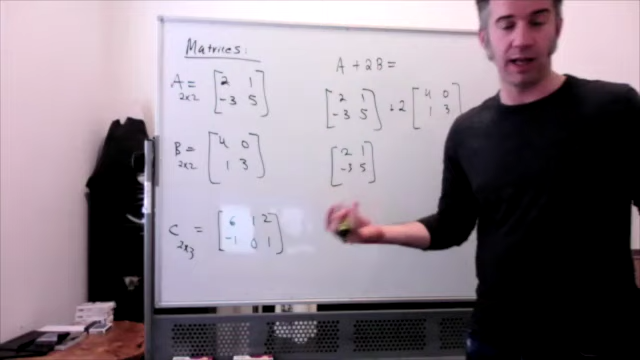 Matrices:
A = [2 1
2x2 -3 5]
B = [4 0
2x2 1 3]
C = [6 1 2
2x3 -1 0 1]
A + 2B =
[2 1 + 2 [4 0
-3 5] 1 3]
[2 1
-3 5]